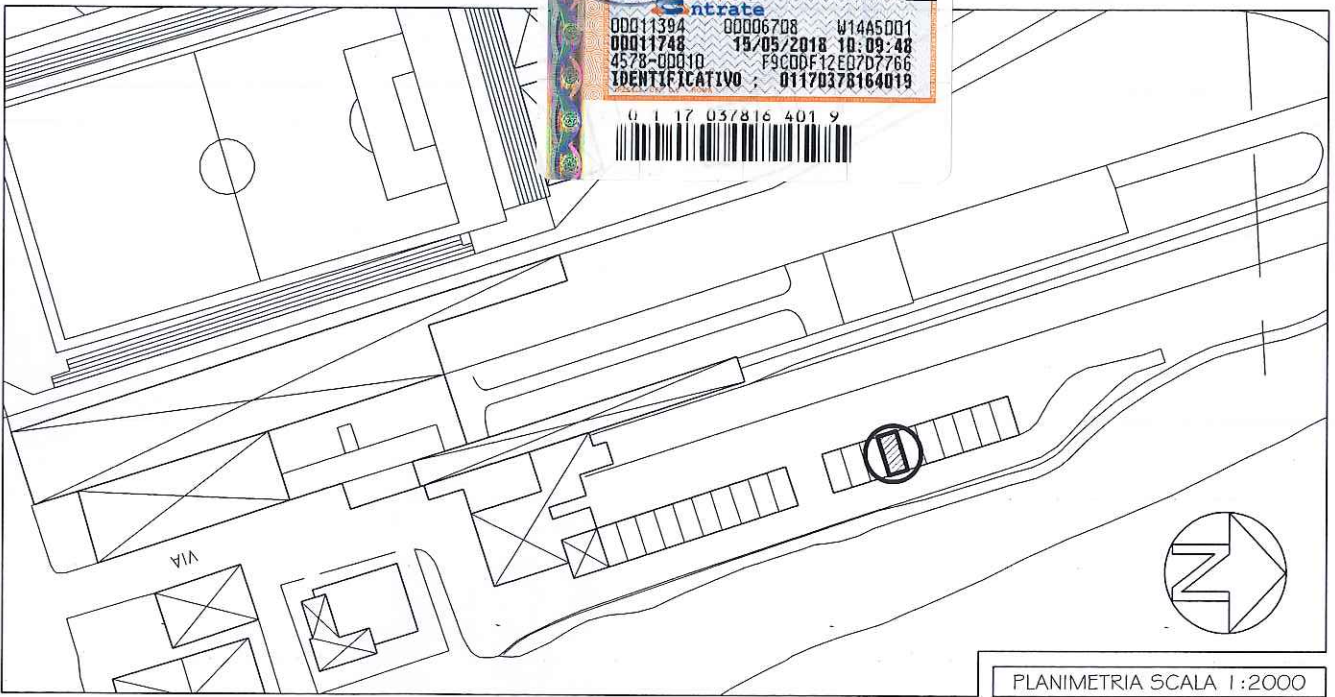 ntrate
00011394 00006708 W14A5001
00011748 15/05/2018 10:09:48
4578-00010 F9C0DF12E07D7766
IDENTIFICATIVO : 01170378164019
0 1 17 037816 401 9
VIA
N
PLANIMETRIA SCALA 1:2000